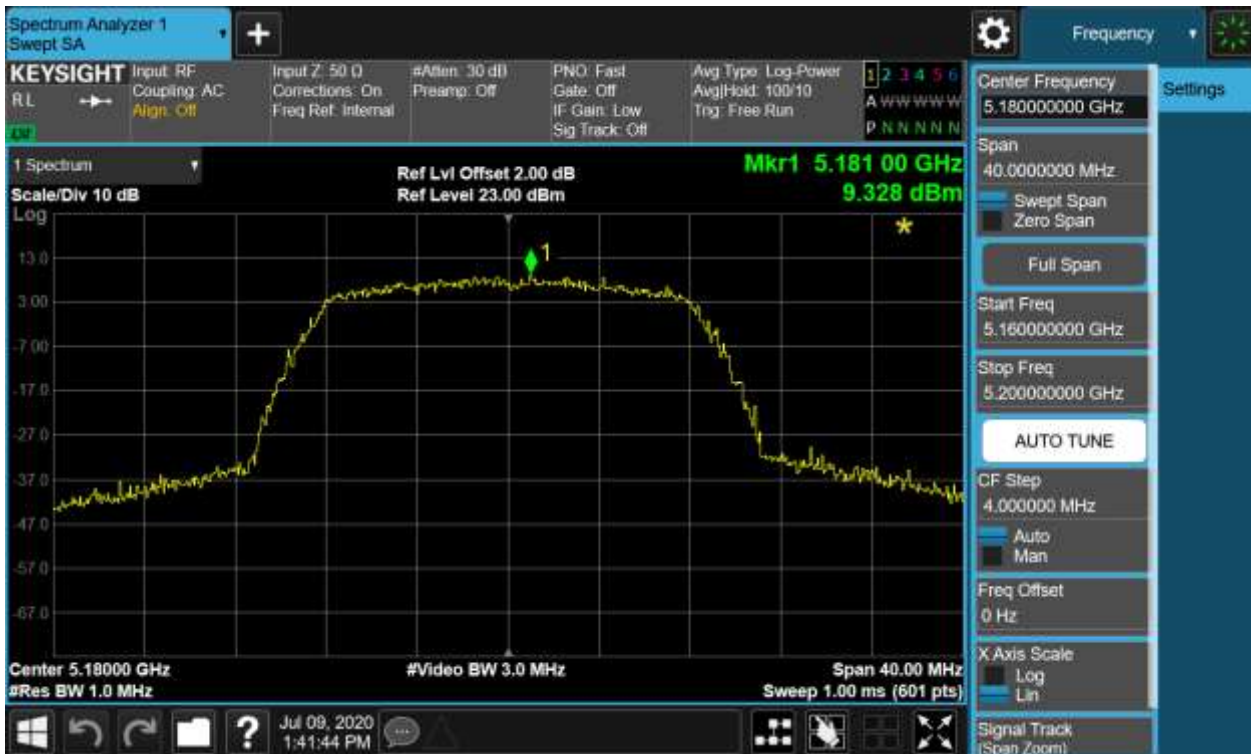 Spectrum Analyzer 1
Swept SA
Frequency
KEYSIGHT
RL
Input: RF
Coupling: AC
Align: Off
Input Z: 50 Ω
Corrections: On
Freq Ref: Internal
#Atten: 30 dB
Preamp: Off
PNO: Fast
Gate: Off
IF Gain: Low
Sig Track: Off
Avg Type: Log-Power
Avg|Hold: 100/10
Trig: Free Run
1 2 3 4 5 6
A W W W W W
P N N N N N
1 Spectrum
Scale/Div 10 dB
Ref Lvl Offset 2.00 dB
Ref Level 23.00 dBm
Mkr1 5.181 00 GHz
9.328 dBm
Log
1
13.0
3.00
-7.00
-17.0
-27.0
-37.0
-47.0
-57.0
-67.0
Center 5.18000 GHz
#Res BW 1.0 MHz
#Video BW 3.0 MHz
Span 40.00 MHz
Sweep 1.00 ms (601 pts)
Jul 09, 2020
1:41:44 PM
?
Center Frequency
5.180000000 GHz
Settings
Span
40.0000000 MHz
Swept Span
Zero Span
Full Span
Start Freq
5.160000000 GHz
Stop Freq
5.200000000 GHz
AUTO TUNE
CF Step
4.000000 MHz
Auto
Man
Freq Offset
0 Hz
X Axis Scale
Log
Lin
Signal Track
(Span Zoom)